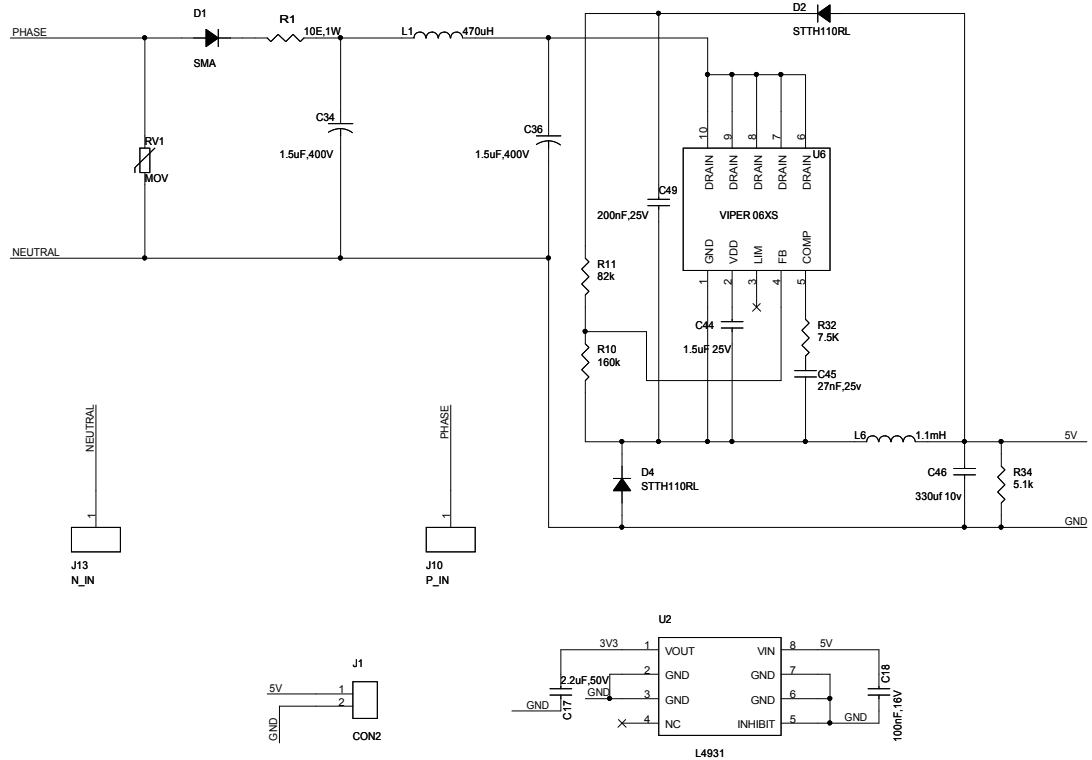 D1
R1
D2
PHASE
10E,1W
L1
470uH
STTH110RL
SMA
C34
1.5uF,400V
C36
1.5uF,400V
RV1
MOV
C49
200nF,25V
10
9
8
7
6
U6
DRAIN
DRAIN
DRAIN
DRAIN
DRAIN
VIPER 06XS
GND
VDD
LIM
FB
COMP
1
2
3
4
5
NEUTRAL
R11
82k
C44
1.5uF 25V
R32
7.5K
R10
160k
C45
27nF,25v
NEUTRAL
PHASE
L6
1.1mH
5V
D4
STTH110RL
C46
330uf 10v
R34
5.1k
1
1
GND
J13
N_IN
J10
P_IN
U2
3V3
1
VOUT
VIN
8
5V
2.2uF,50V
2
GND
GND
7
C18
100nF,16V
GND
3
GND
GND
6
GND
C17
4
NC
INHIBIT
5
GND
L4931
J1
5V
1
2
GND
CON2